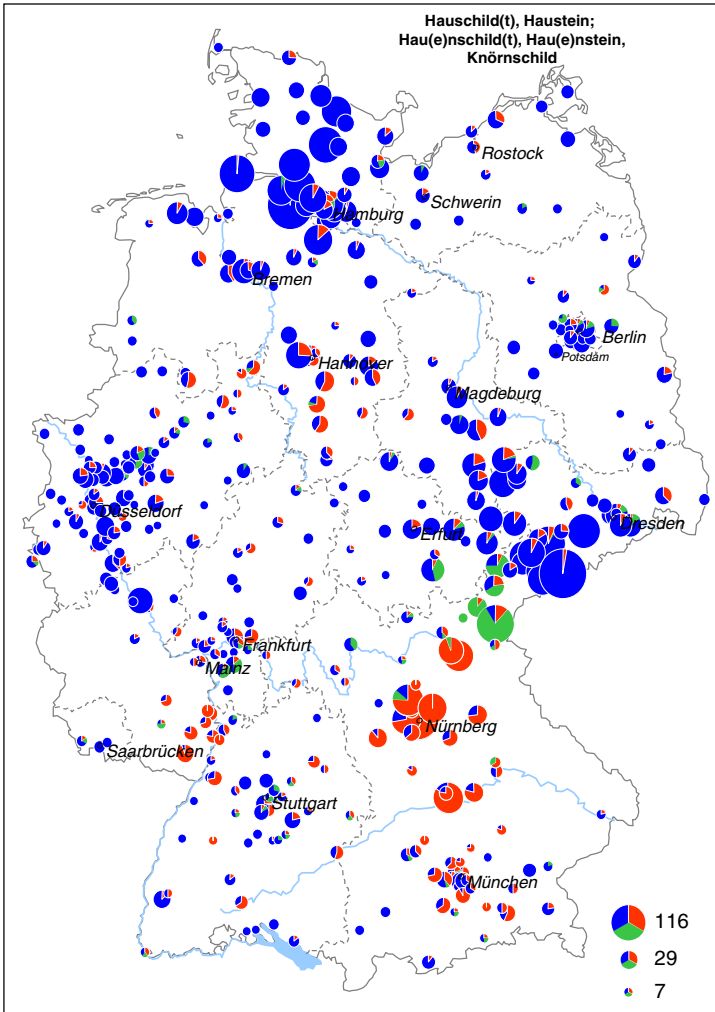 Hauschild(t), Haustein;
Hau(e)nschild(t), Hau(e)nstein,
Knörnschild
Rostock
Schwerin
Hamburg
Bremen
Berlin
Potsdam
Hannover
Magdeburg
Düsseldorf
Dresden
Erfurt
Frankfurt
Mainz
Nürnberg
Saarbrücken
Stuttgart
München
116
29
7